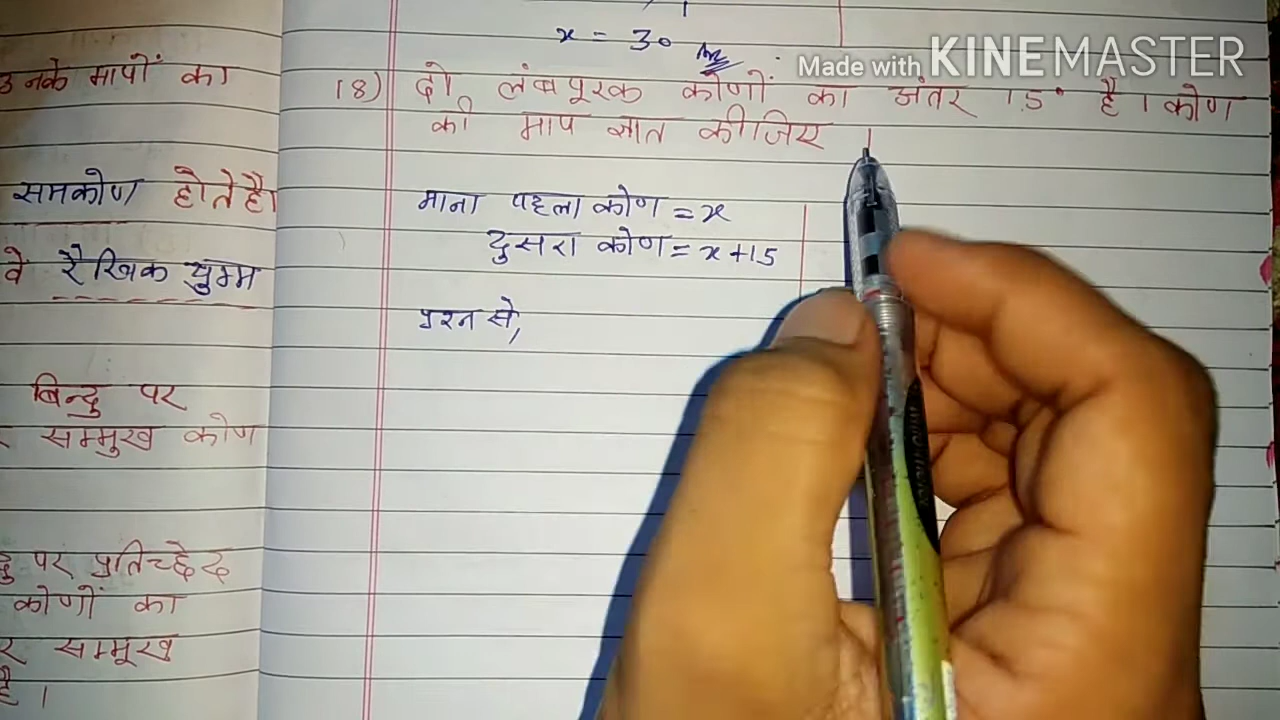 उनके मापों का
समकोण होते है।
वे रैखिक युग्म
बिन्दु पर
सम्मुख कोण
पर प्रतिच्छेद
कोणों का
सम्मूख
है ।
x = 30 Ans
Made with KINEMASTER
18) दो लंबपूरक कोणों का अंतर 15° है । कोण
की माप ज्ञात कीजिए ।
माना पहला कोण = x
दुसरा कोण = x+15
प्रश्न से,